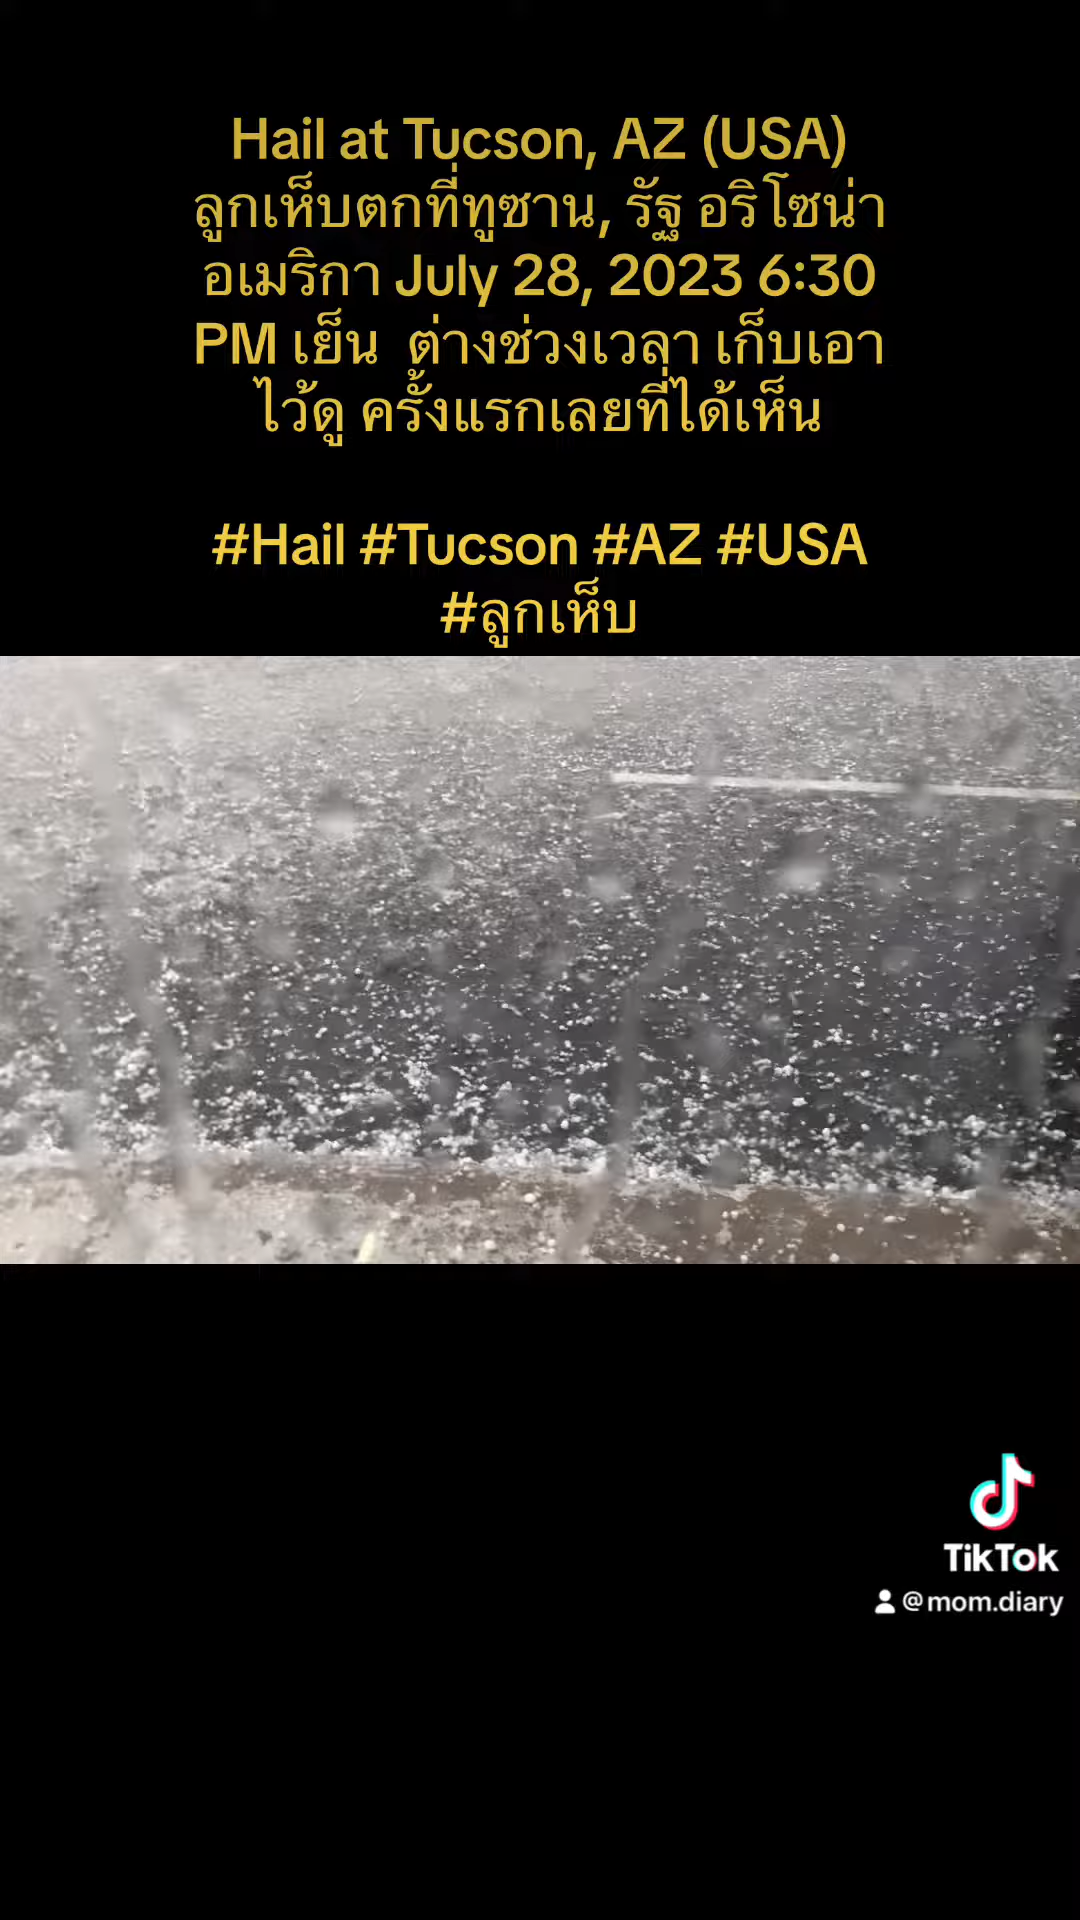 Hail at Tucson, AZ (USA)
ลูกเห็บตกที่ทูซาน, รัฐ อริโซน่า
อเมริกา July 28, 2023 6:30
PM เย็น  ต่างช่วงเวลา เก็บเอา
ไว้ดู ครั้งแรกเลยที่ได้เห็น
#Hail #Tucson #AZ #USA
#ลูกเห็บ
TikTok
@mom.diary